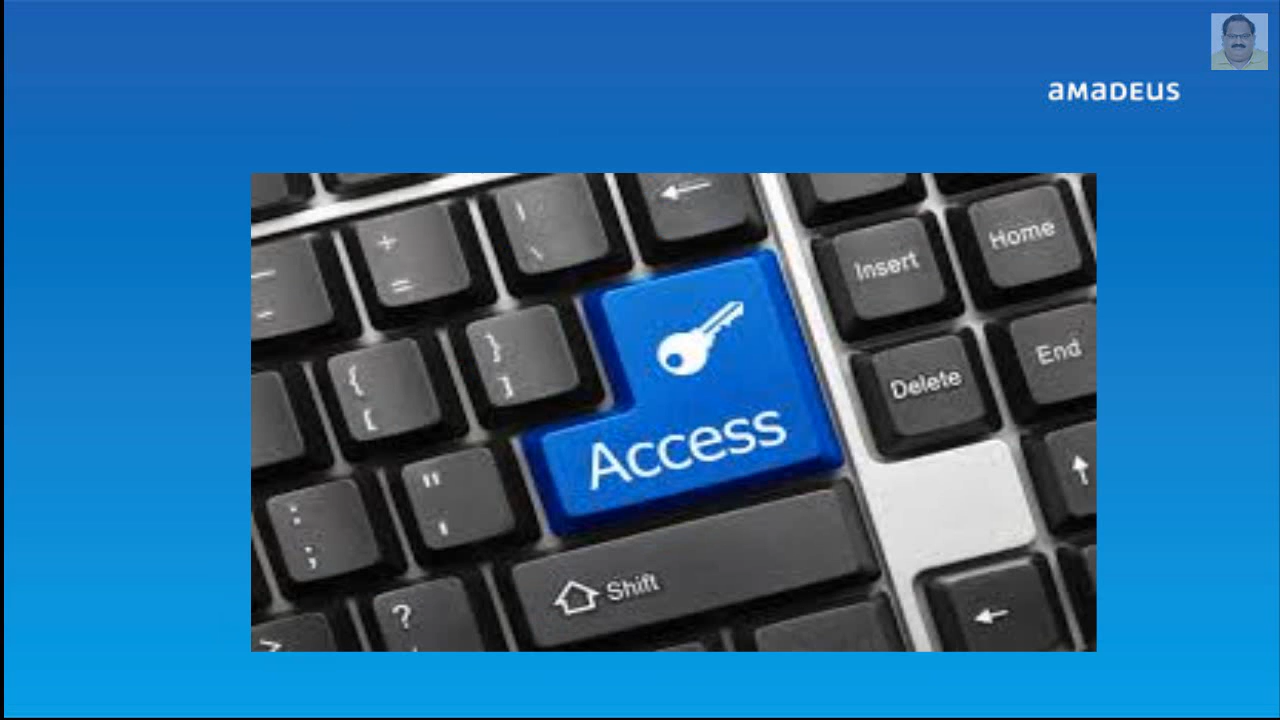 amadeus
+
=
Home
Insert
}
]
End
{
[
Delete
Access
"
'
:
;
Shift
?
>